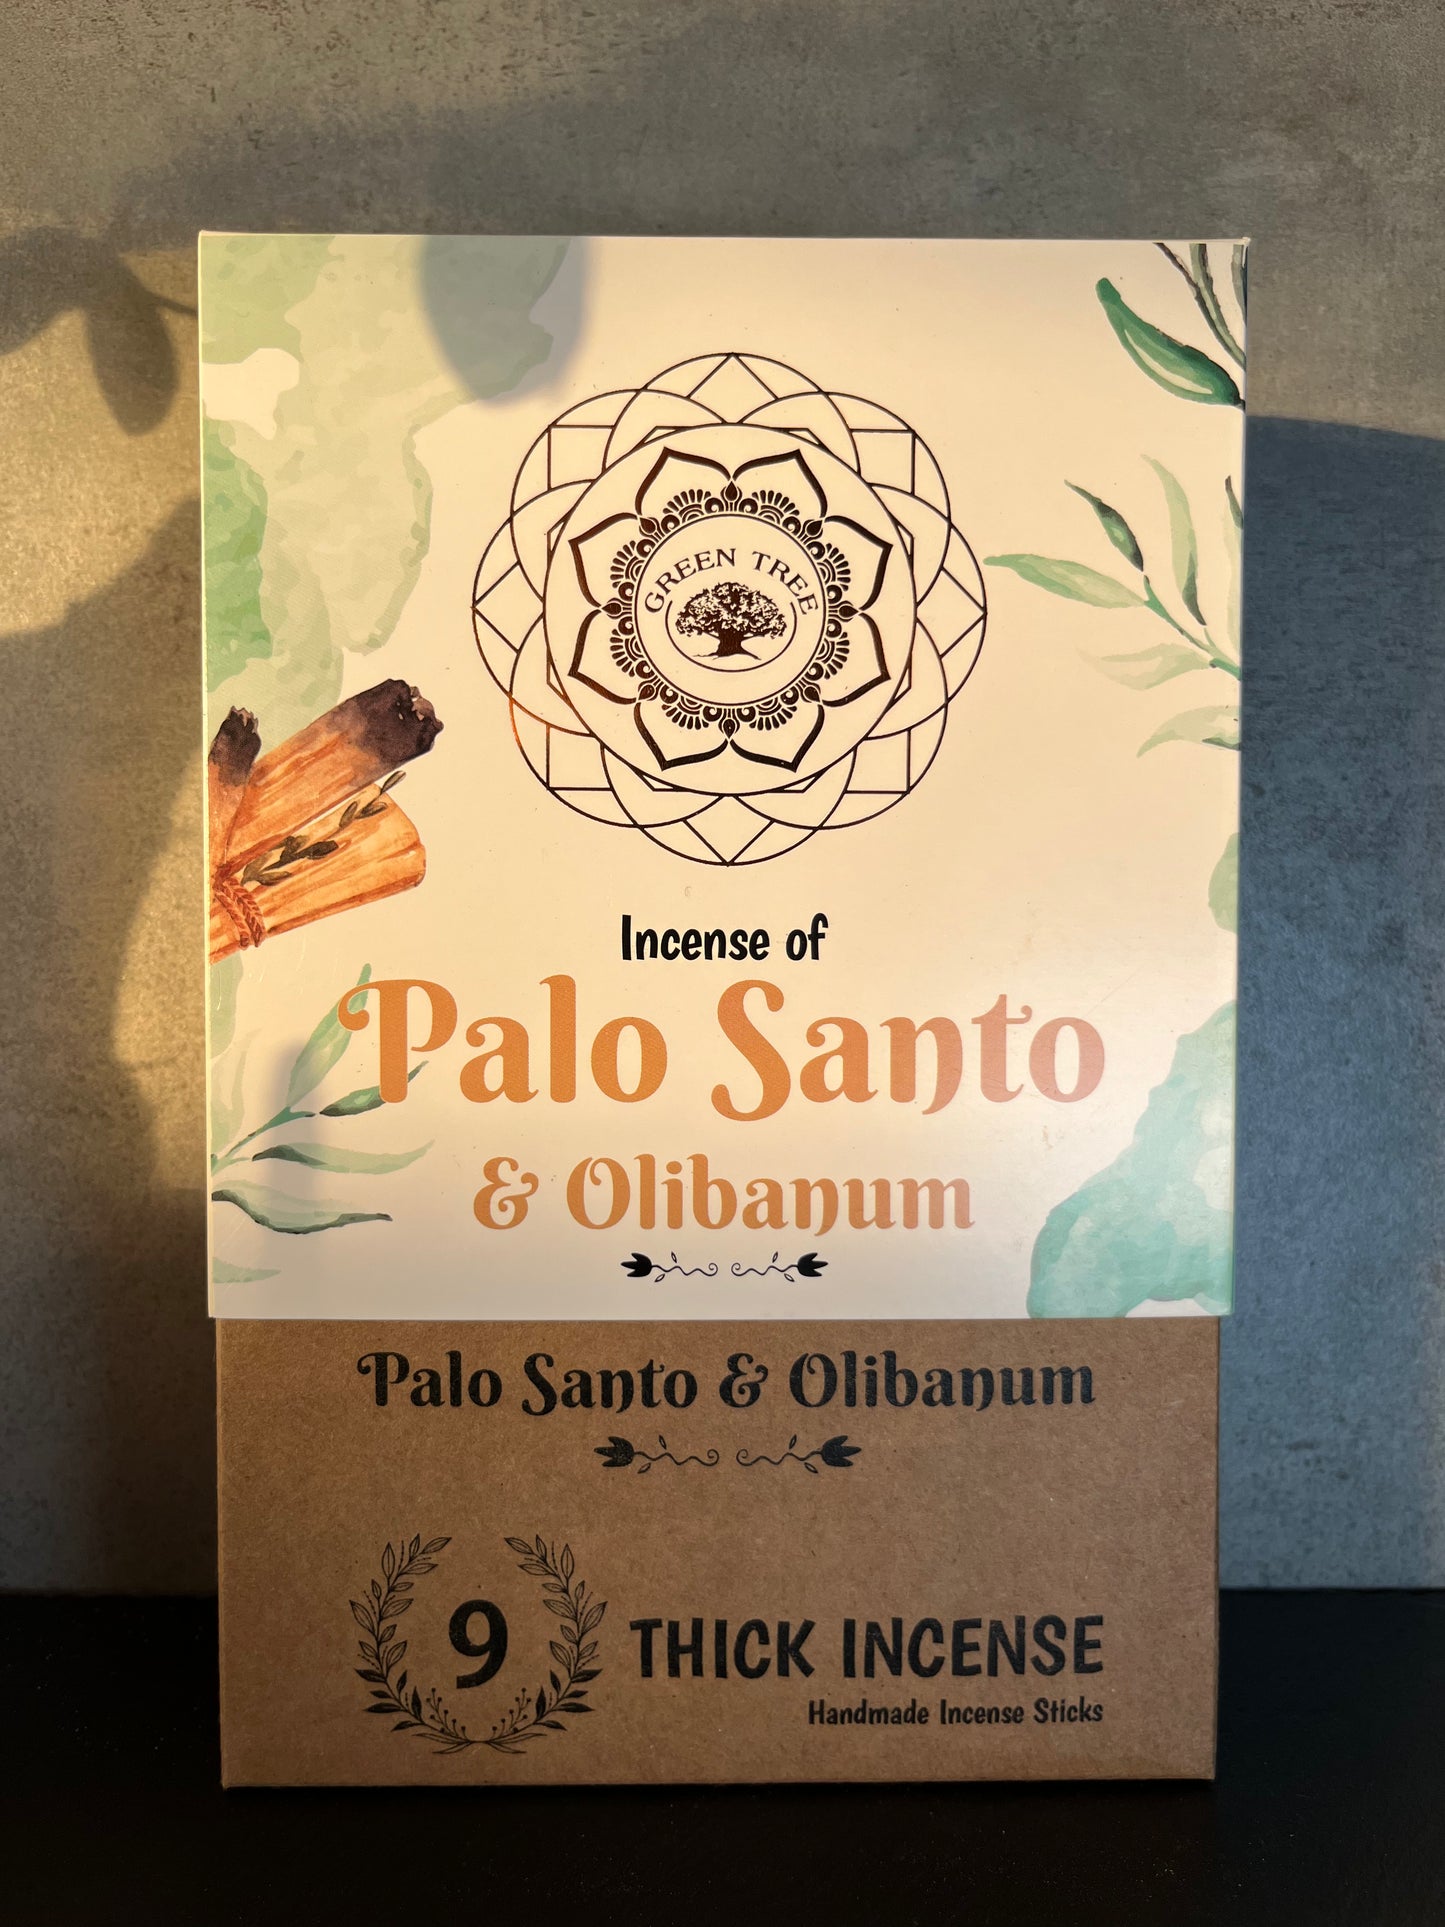 GREEN TREE
Incense of
Palo Santo
& Olibanum
Palo Santo & Olibanum
9
THICK INCENSE
Handmade Incense Sticks